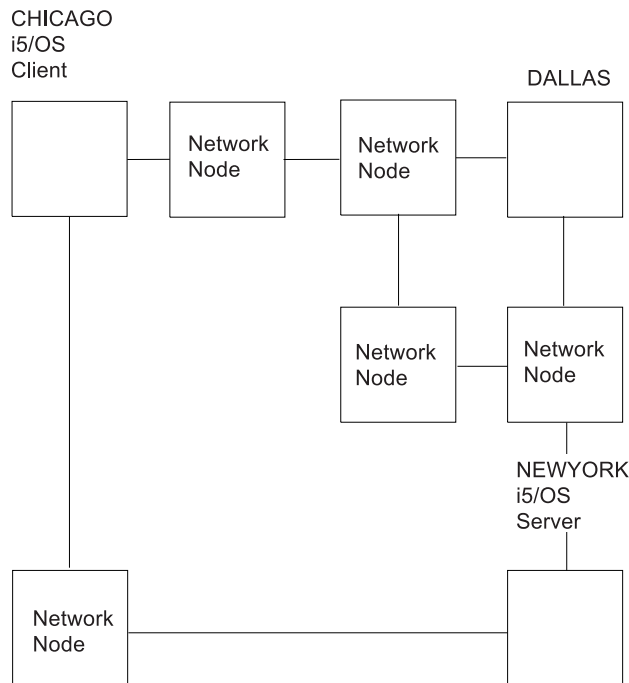 CHICAGO
i5/OS
Client
DALLAS
Network
Node
Network
Node
Network
Node
Network
Node
NEWYORK
i5/OS
Server
Network
Node